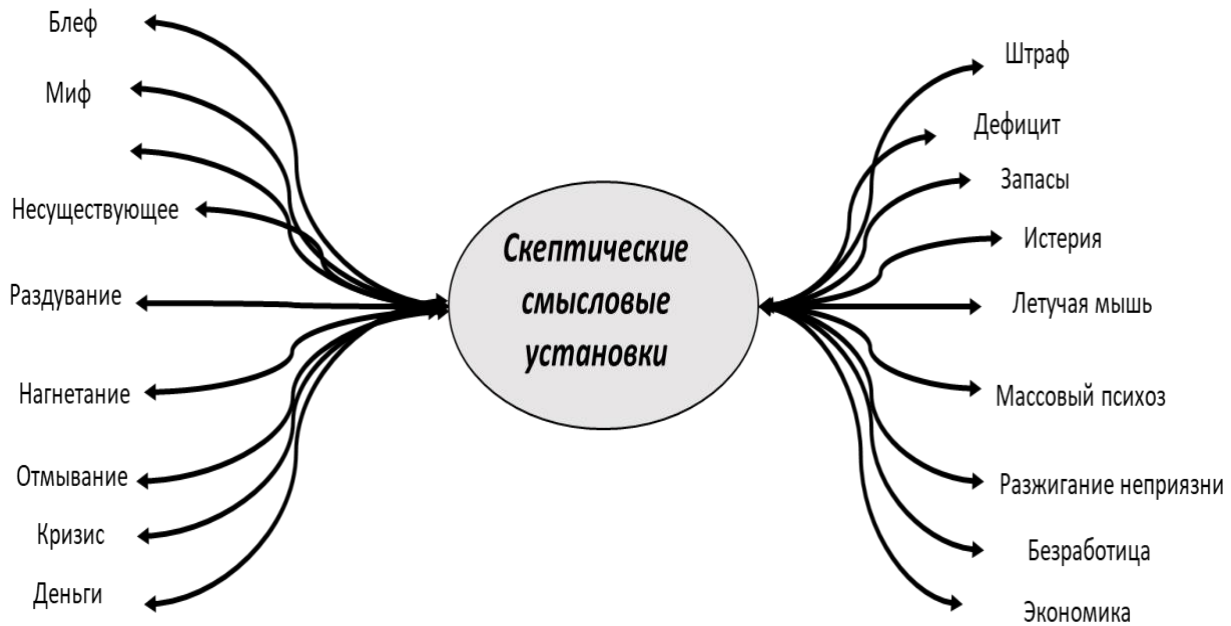 Блеф
Миф
Несуществующее
Раздувание
Нагнетание
Отмывание
Кризис
Деньги
Скептические
смысловые
установки
Штраф
Дефицит
Запасы
Истерия
Летучая мышь
Массовый психоз
Разжигание неприязни
Безработица
Экономика